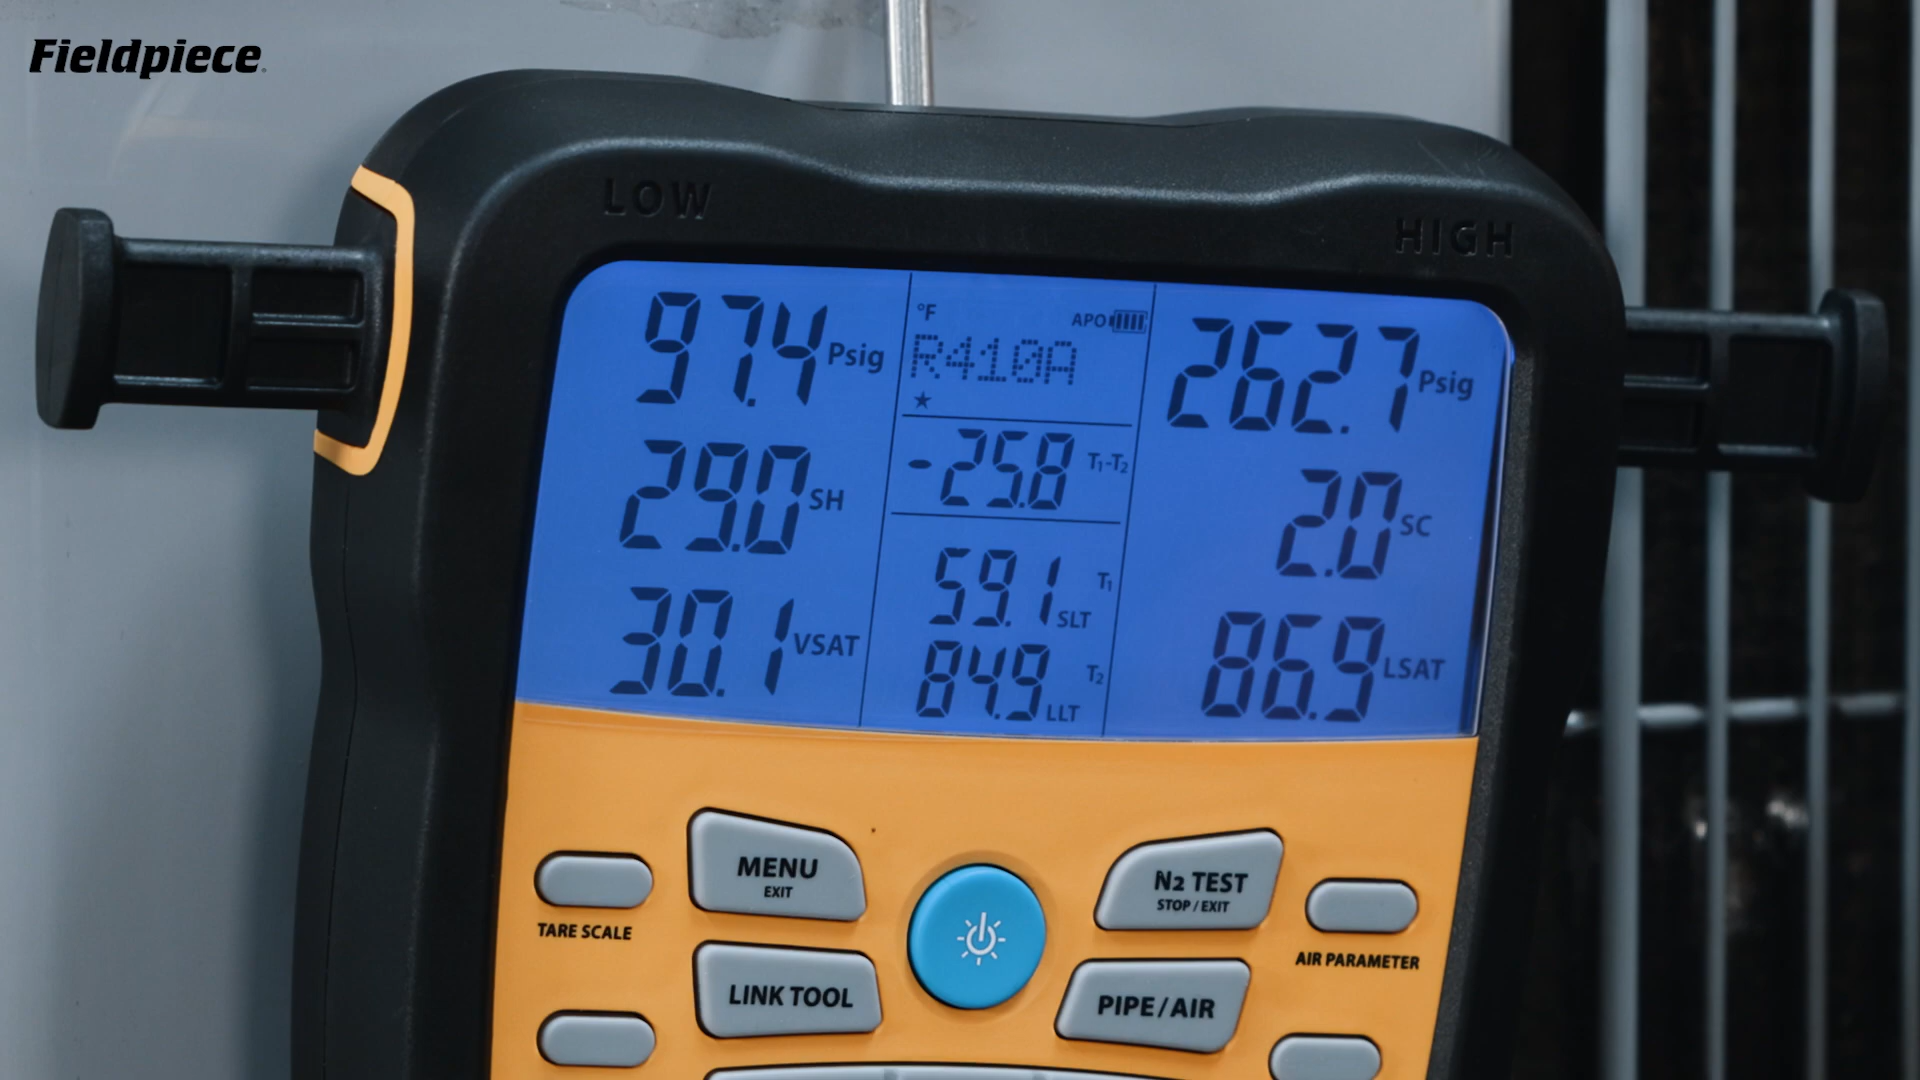 Fieldpiece
LOW
HIGH
97.4 Psig
29.0 SH
30.1 VSAT
°F APO
R410A
★
-25.8 T1-T2
59.1 T1 SLT
84.9 T2 LLT
262.7 Psig
2.0 SC
86.9 LSAT
MENU
EXIT
N2 TEST
STOP / EXIT
TARE SCALE
AIR PARAMETER
LINK TOOL
PIPE / AIR